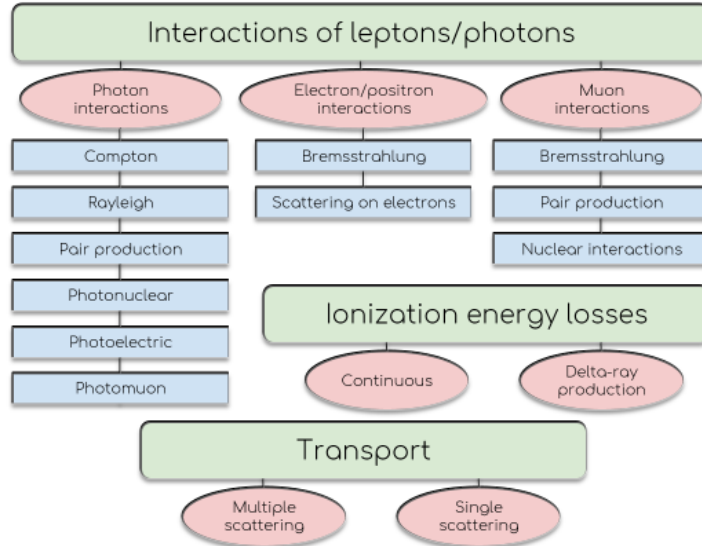 Interactions of leptons/photons
Photon
interactions
Electron/positron
interactions
Muon
interactions
Compton
Rayleigh
Pair production
Photonuclear
Photoelectric
Photomuon
Bremsstrahlung
Scattering on electrons
Bremsstrahlung
Pair production
Nuclear interactions
Ionization energy losses
Continuous
Delta-ray
production
Transport
Multiple
scattering
Single
scattering